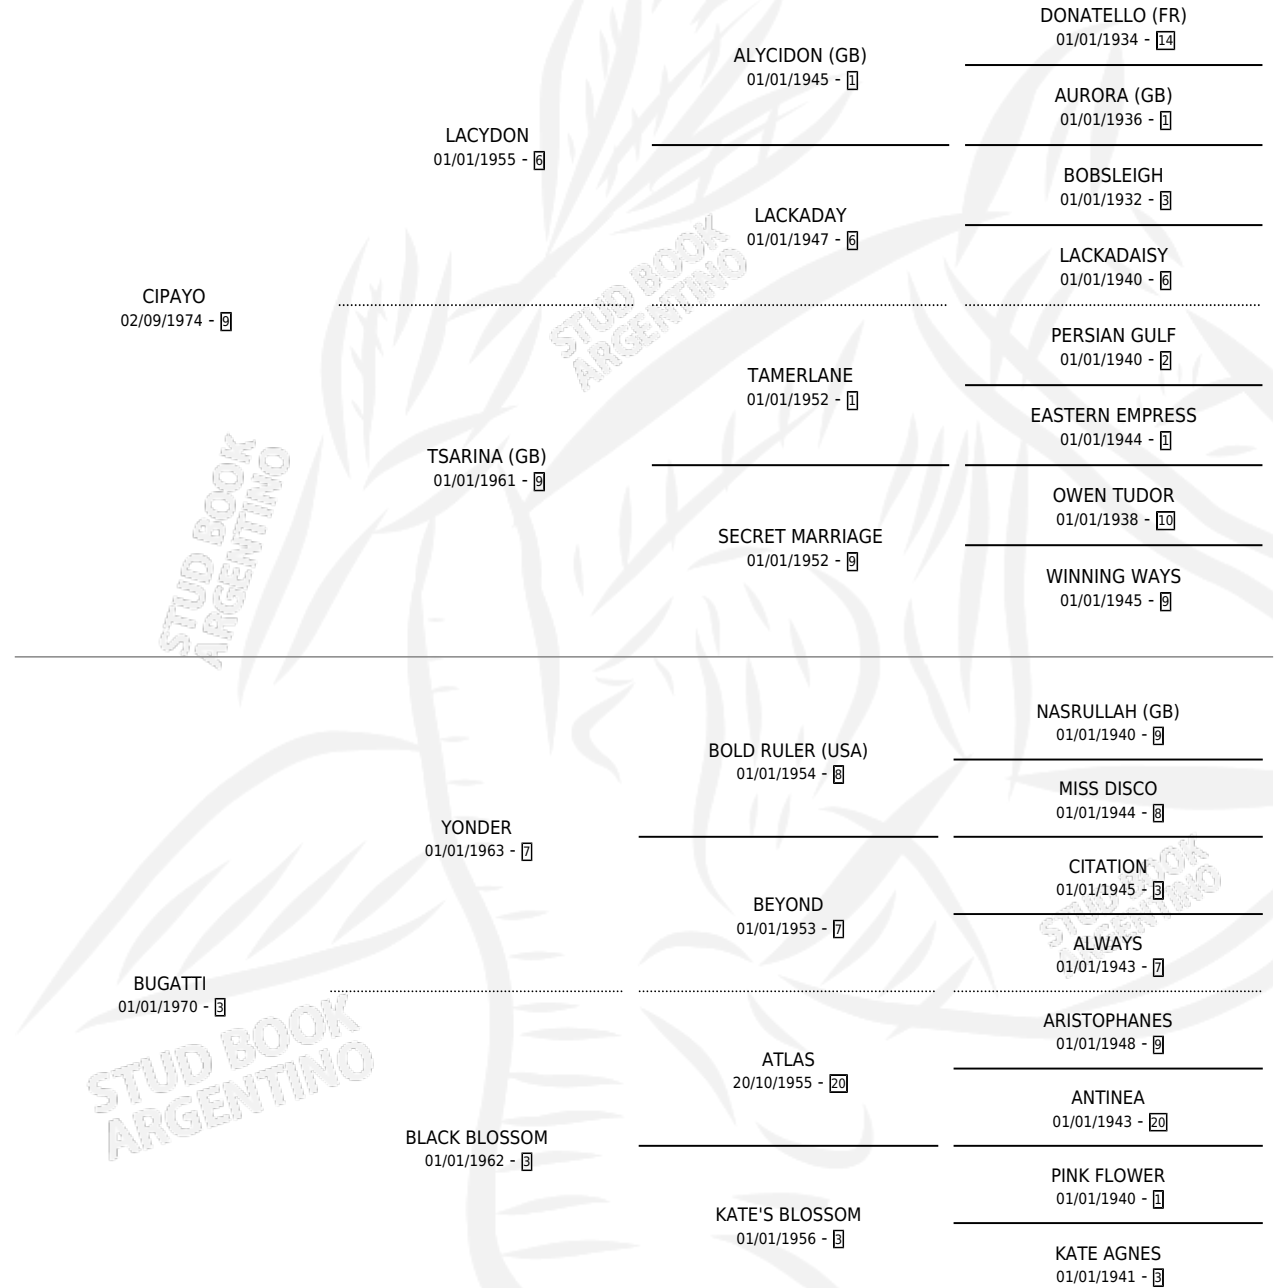 DONATELLO (FR)
01/01/1934 - 14
ALYCIDON (GB)
01/01/1945 - 1
AURORA (GB)
01/01/1936 - 1
LACYDON
01/01/1955 - 6
BOBSLEIGH
01/01/1932 - 3
LACKADAY
01/01/1947 - 6
LACKADAISY
01/01/1940 - 6
CIPAYO
02/09/1974 - 9
PERSIAN GULF
01/01/1940 - 2
TAMERLANE
01/01/1952 - 1
EASTERN EMPRESS
01/01/1944 - 1
TSARINA (GB)
01/01/1961 - 9
OWEN TUDOR
01/01/1938 - 10
SECRET MARRIAGE
01/01/1952 - 9
WINNING WAYS
01/01/1945 - 9
NASRULLAH (GB)
01/01/1940 - 9
BOLD RULER (USA)
01/01/1954 - 8
MISS DISCO
01/01/1944 - 8
YONDER
01/01/1963 - 7
CITATION
01/01/1945 - 3
BEYOND
01/01/1953 - 7
ALWAYS
01/01/1943 - 7
BUGATTI
01/01/1970 - 3
ARISTOPHANES
01/01/1948 - 9
ATLAS
20/10/1955 - 20
ANTINEA
01/01/1943 - 20
BLACK BLOSSOM
01/01/1962 - 3
PINK FLOWER
01/01/1940 - 1
KATE'S BLOSSOM
01/01/1956 - 3
KATE AGNES
01/01/1941 - 3
STUD BOOK
ARGENTINO
STUD BOOK
ARGENTINO
STUD BOOK
ARGENTINO
STUD BOOK
ARGENTINO